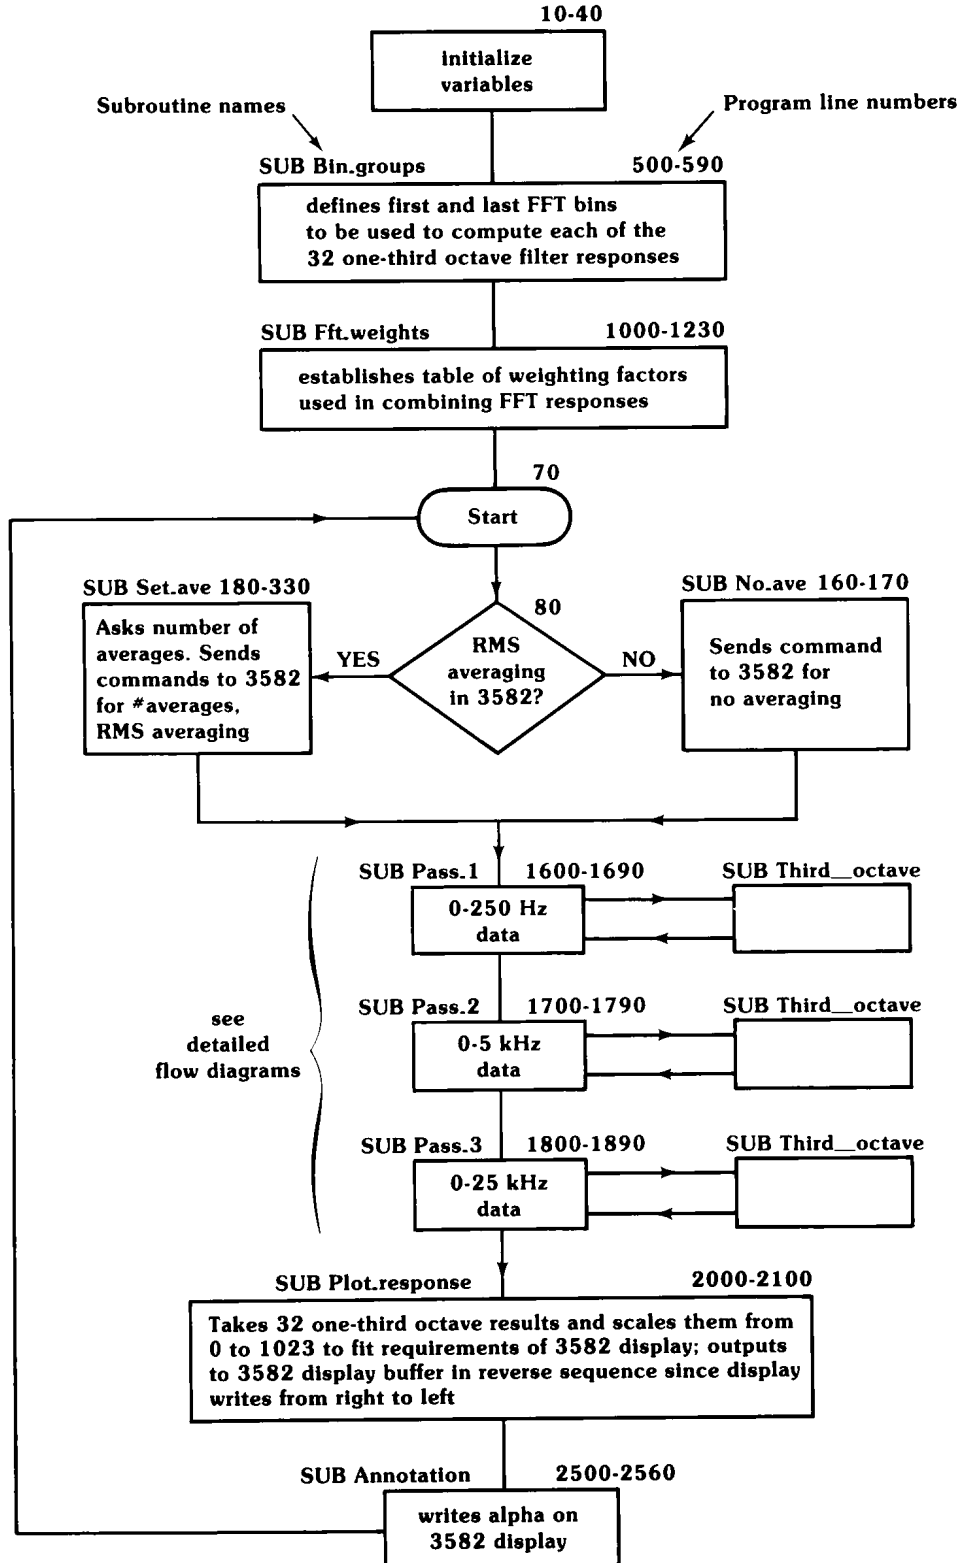 10-40
initialize
variables
Subroutine names
Program line numbers
SUB Bin.groups 500-590
defines first and last FFT bins
to be used to compute each of the
32 one-third octave filter responses
SUB Fft.weights 1000-1230
establishes table of weighting factors
used in combining FFT responses
70
Start
SUB Set.ave 180-330
Asks number of
averages. Sends
commands to 3582
for #averages,
RMS averaging
YES
80
RMS
averaging
in 3582?
NO
SUB No.ave 160-170
Sends command
to 3582 for
no averaging
see
detailed
flow diagrams
SUB Pass.1 1600-1690
0-250 Hz
data
SUB Third__octave
SUB Pass.2 1700-1790
0-5 kHz
data
SUB Third__octave
SUB Pass.3 1800-1890
0-25 kHz
data
SUB Third__octave
SUB Plot.response 2000-2100
Takes 32 one-third octave results and scales them from
0 to 1023 to fit requirements of 3582 display; outputs
to 3582 display buffer in reverse sequence since display
writes from right to left
SUB Annotation 2500-2560
writes alpha on
3582 display